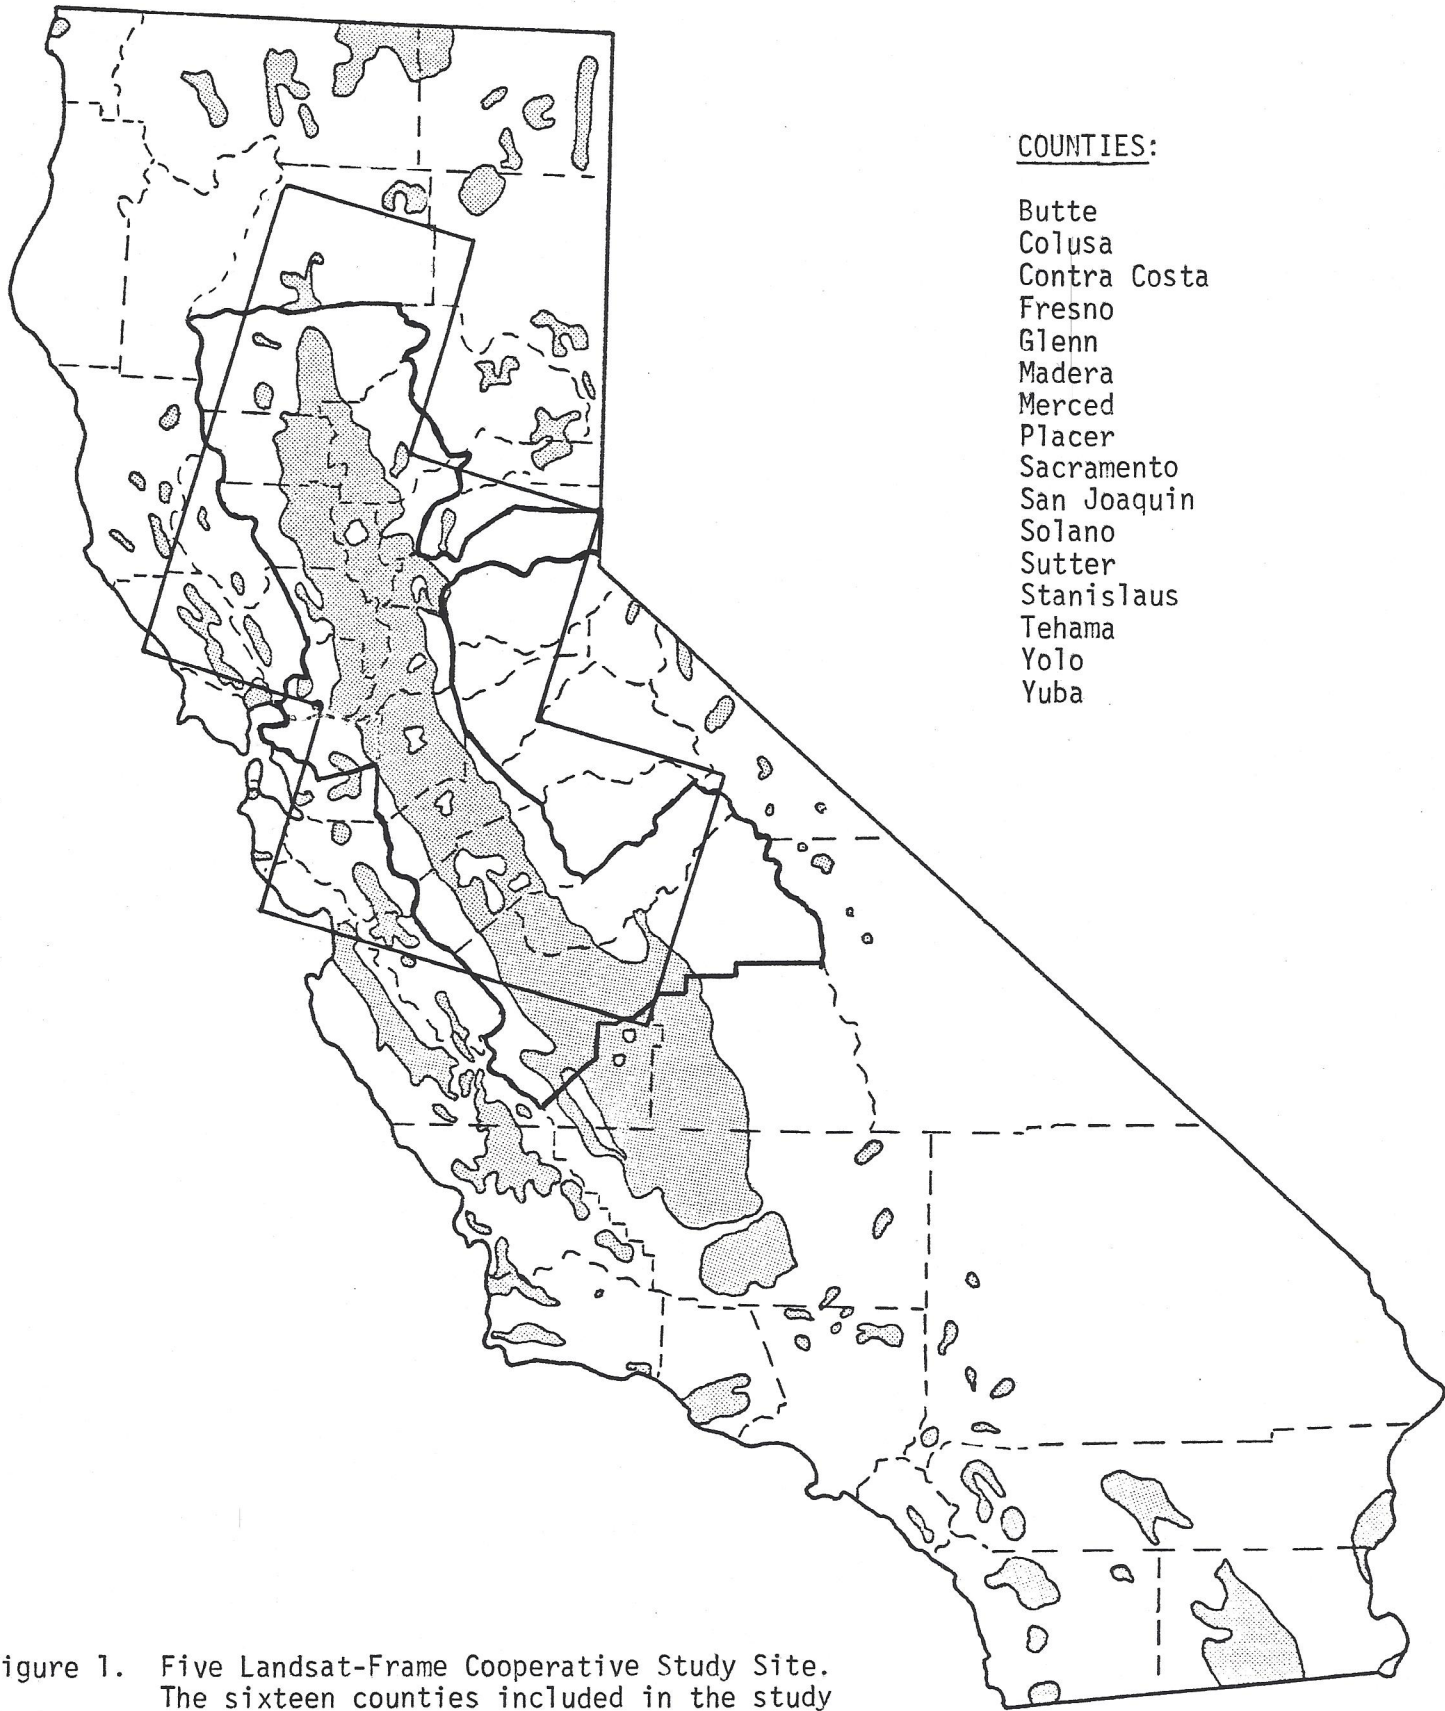 COUNTIES:
Butte
Colusa
Contra Costa
Fresno
Glenn
Madera
Merced
Placer
Sacramento
San Joaquin
Solano
Sutter
Stanislaus
Tehama
Yolo
Yuba
igure 1. Five Landsat-Frame Cooperative Study Site.
The sixteen counties included in the study